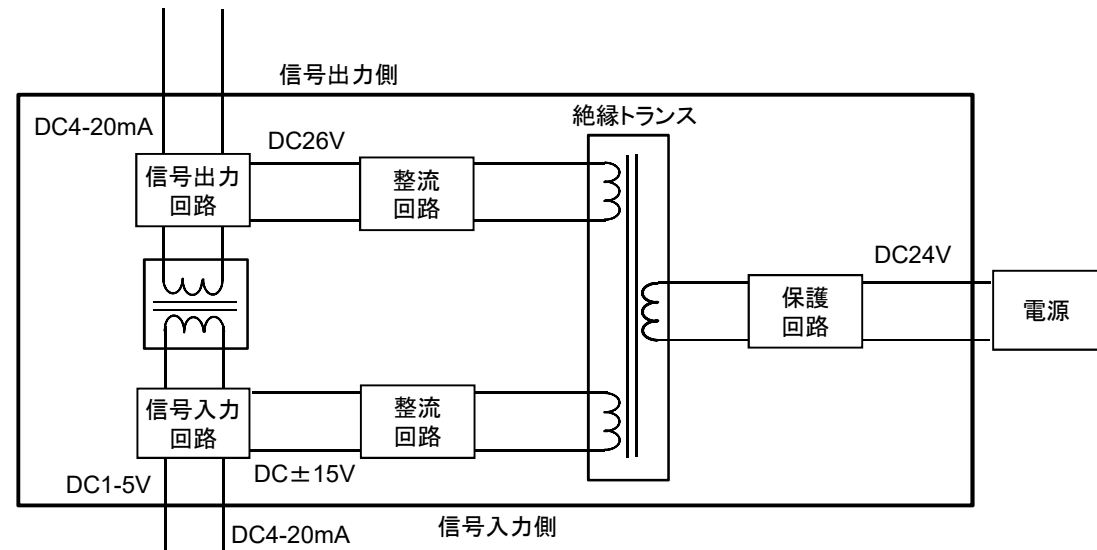 信号出力側
DC4-20mA
絶縁トランス
DC26V
信号出力
回路
整流
回路
DC24V
保護
回路
電源
信号入力
回路
整流
回路
DC1-5V
DC±15V
信号入力側
DC4-20mA